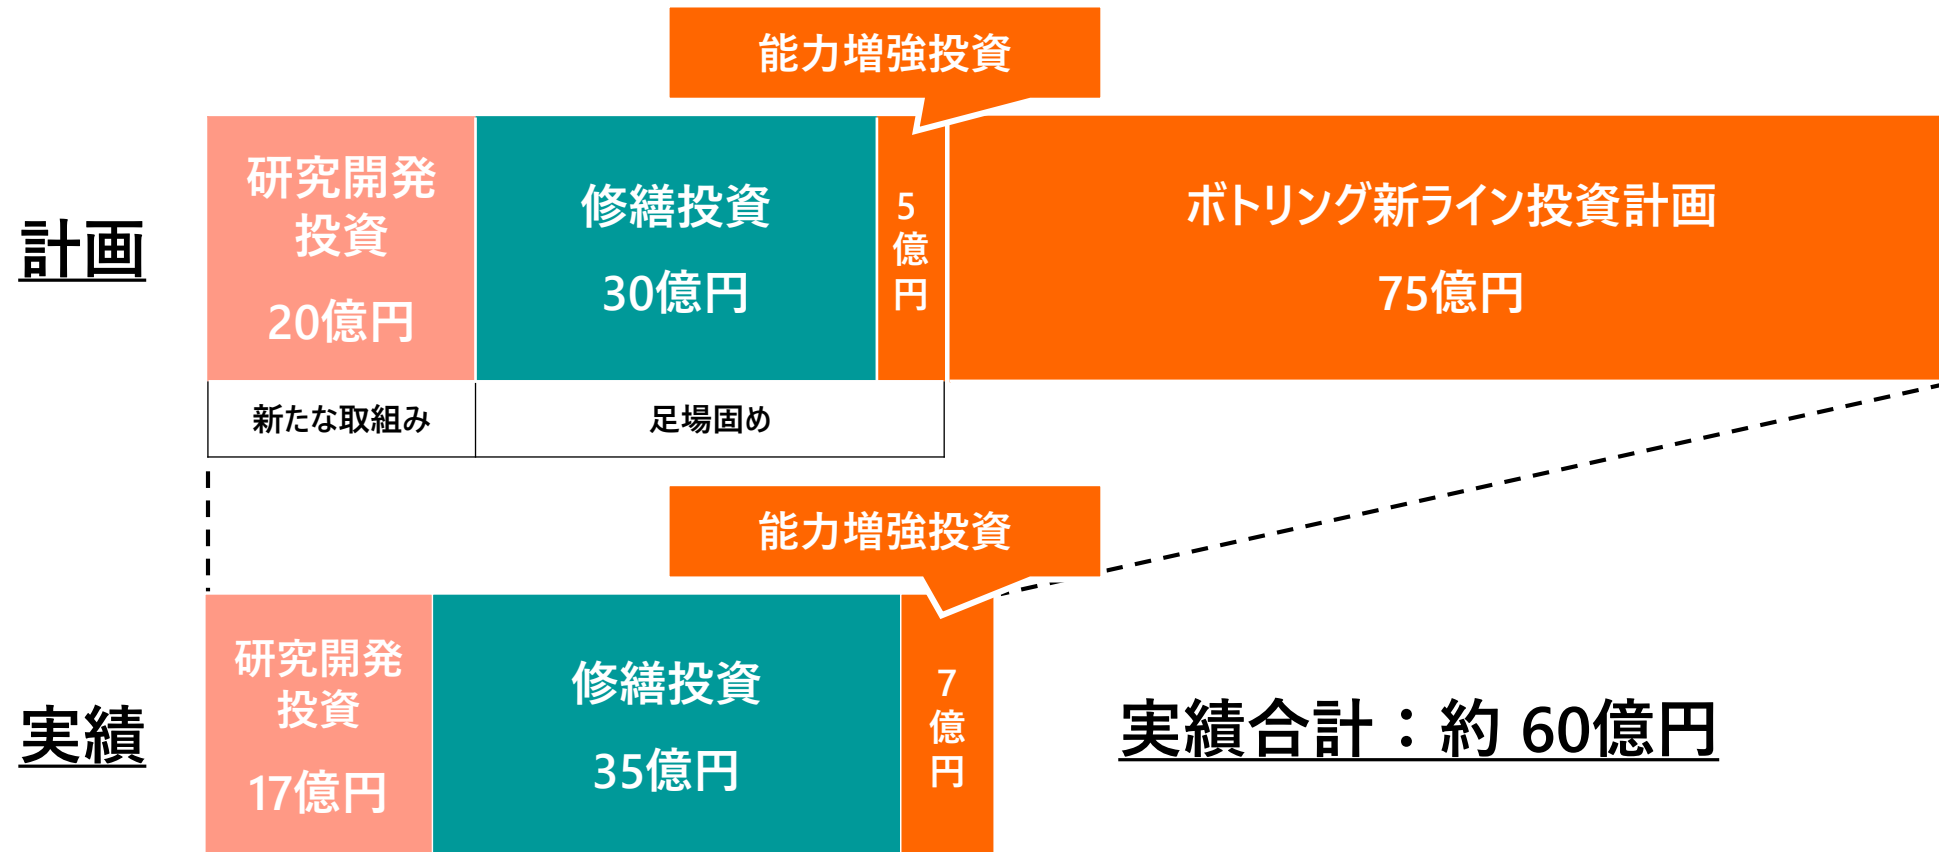 能力増強投資
計画
研究開発
投資
20億円
修繕投資
30億円
5
億
円
ボトリング新ライン投資計画
75億円
新たな取組み
足場固め
能力増強投資
実績
研究開発
投資
17億円
修繕投資
35億円
7
億
円
実績合計：約 60億円